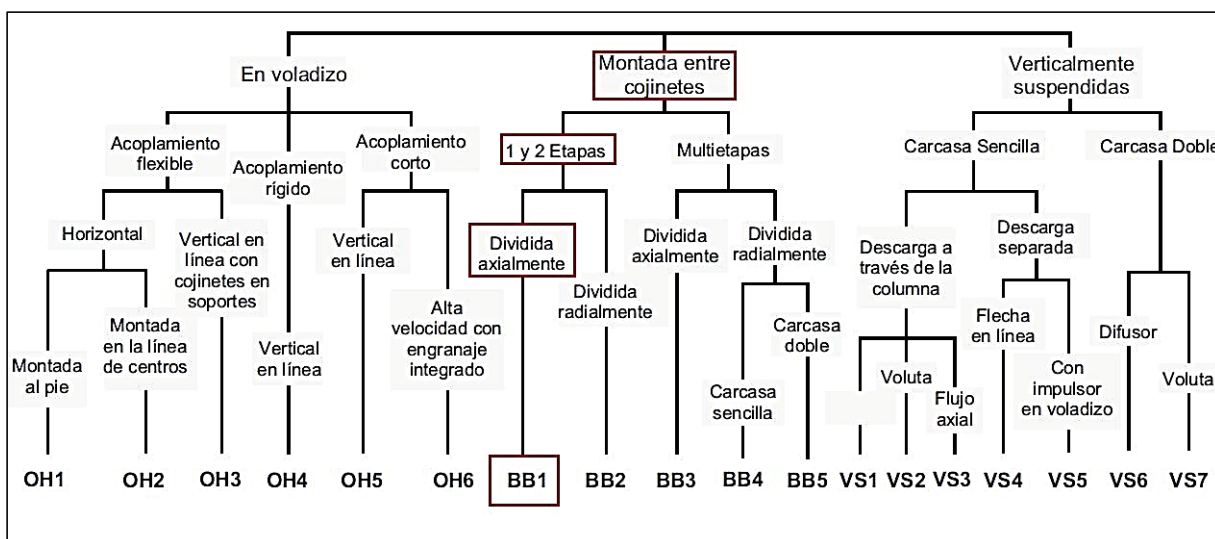 En voladizo
Montada entre
cojinetes
Verticalmente
suspendidas
Acoplamiento
flexible
Acoplamiento
rígido
Acoplamiento
corto
1 y 2 Etapas
Multietapas
Carcasa Sencilla
Carcasa Doble
Horizontal
Vertical en
línea con
cojinetes en
soportes
Vertical
en línea
Dividida
axialmente
Dividida
radialmente
Dividida
axialmente
Dividida
radialmente
Descarga a
través de la
columna
Descarga
separada
Montada
al pie
Montada
en la línea
de centros
Vertical
en línea
Alta
velocidad con
engranaje
integrado
Carcasa
sencilla
Carcasa
doble
Voluta
Flujo
axial
Flecha
en línea
Con
impulsor
en voladizo
Difusor
Voluta
OH1
OH2
OH3
OH4
OH5
OH6
BB1
BB2
BB3
BB4
BB5
VS1
VS2
VS3
VS4
VS5
VS6
VS7